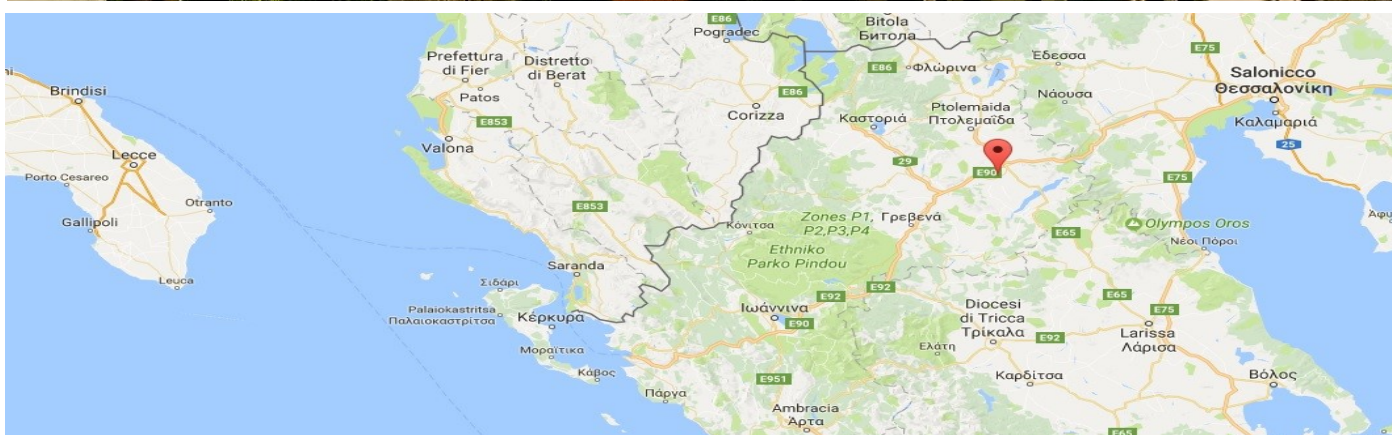 E86
Pogradec
Bitola
Битола
Prefettura
di Fier
Distretto
di Berat
E86
Φλώρινα
Έδεσσα
E75
Salonicco
Θεσσαλονίκη
Brindisi
Patos
E86
Νάουσα
Ptolemaida
Πτολεμαΐδα
Καστοριά
Corizza
E853
Καλαμαριά
Valona
25
Lecce
29
E90
E75
Porto Cesareo
Otranto
E853
Gallipoli
Κόνιτσα
Zones P1,
P2,P3,P4
Γρεβενά
E65
Olympos Oros
Νέοι Πόροι
Ethniko
Parko Pindou
Saranda
Leuca
Σιδάρι
E92
E92
E65
Palaiokastritsa
Παλαιοκαστρίτσα
Κέρκυρα
Ιωάννινα
E90
Diocesi
di Tricca
Τρίκαλα
E75
Larissa
Λάρισα
E92
Μοραΐτικα
Ελάτη
Κάβος
E951
Καρδίτσα
Βόλος
Πάργα
Ambracia
Άρτα
E65